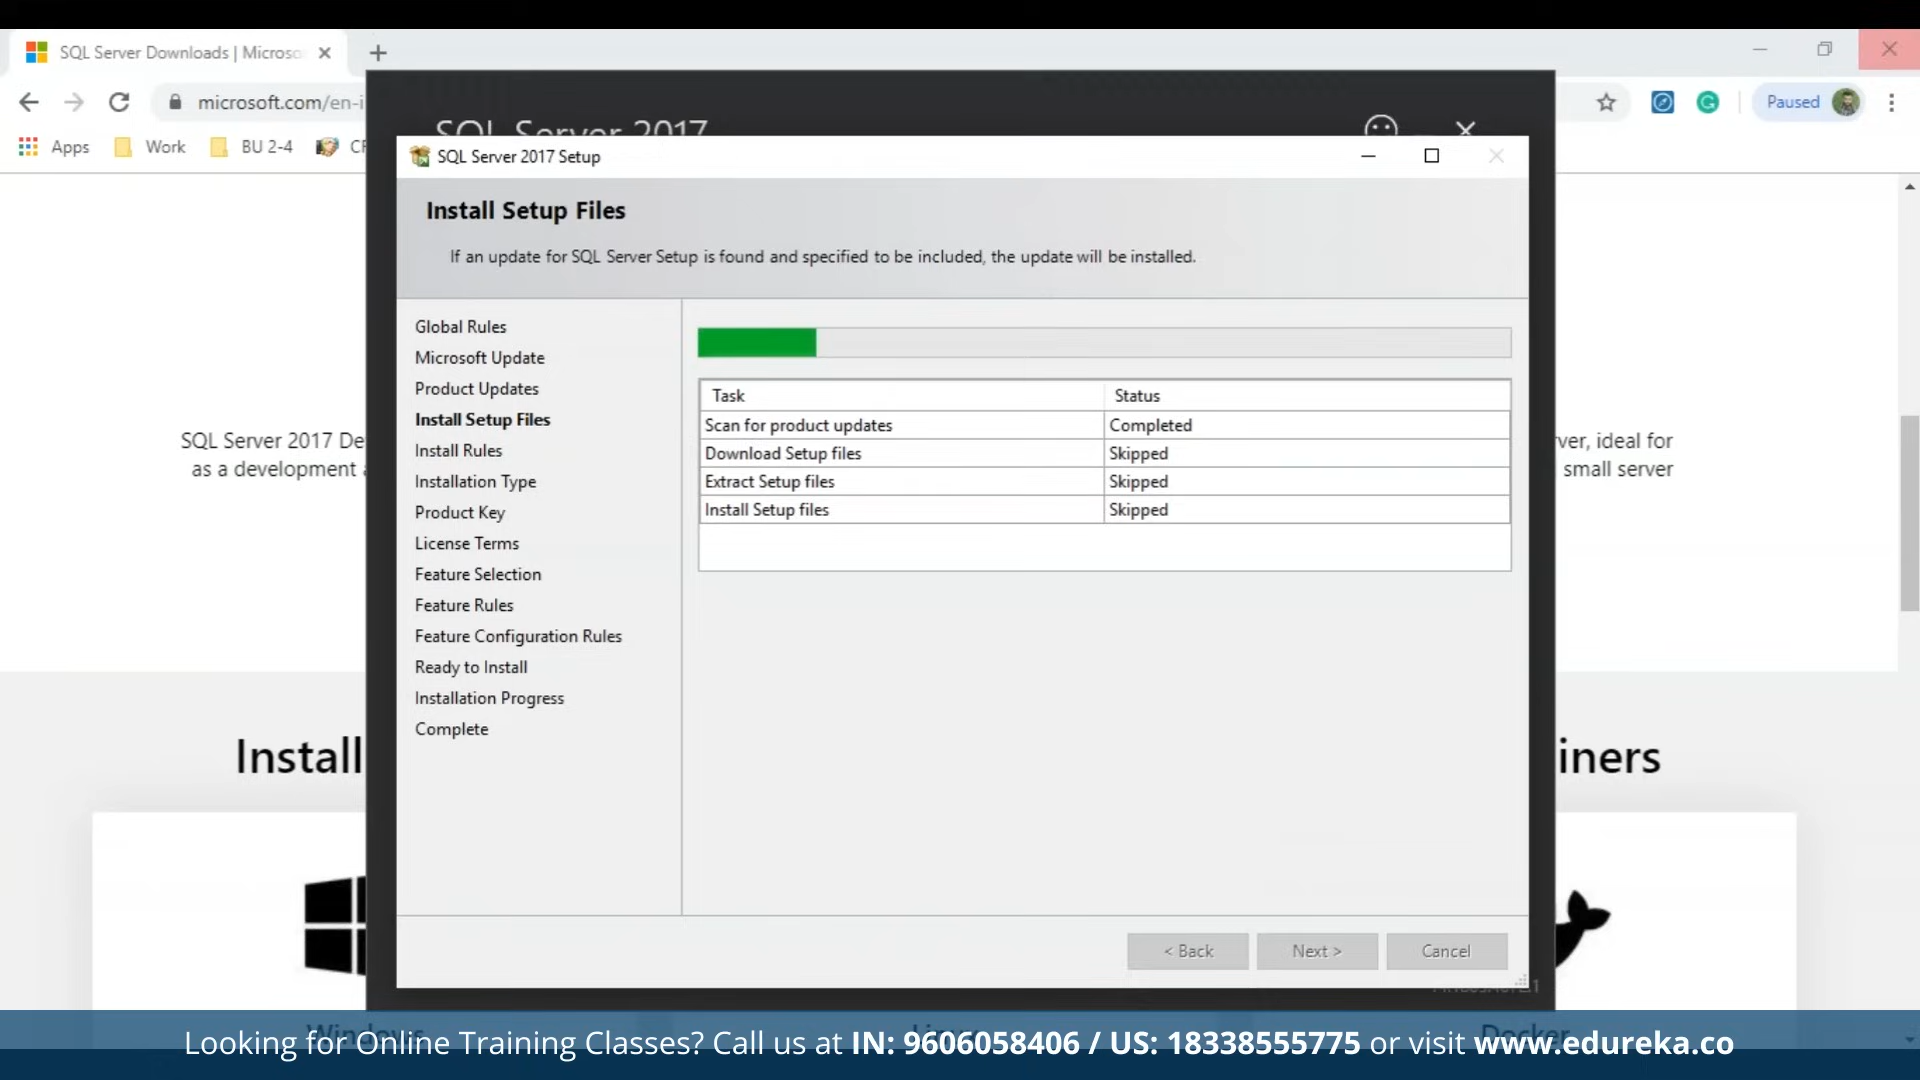 SQL Server Downloads | Microso
microsoft.com/en-i
Paused
Apps
Work
BU 2-4
SQL Server 2017
SQL Server 2017 Setup
Install Setup Files
If an update for SQL Server Setup is found and specified to be included, the update will be installed.
Global Rules
Microsoft Update
Product Updates
Install Setup Files
Install Rules
Installation Type
Product Key
License Terms
Feature Selection
Feature Rules
Feature Configuration Rules
Ready to Install
Installation Progress
Complete
Task Status
Scan for product updates Completed
Download Setup files Skipped
Extract Setup files Skipped
Install Setup files Skipped
< Back
Next >
Cancel
SQL Server 2017 De
as a development
ver, ideal for
small server
Install
iners
Windows
Linux
Docker
Looking for Online Training Classes? Call us at IN: 9606058406 / US: 18338555775 or visit www.edureka.co